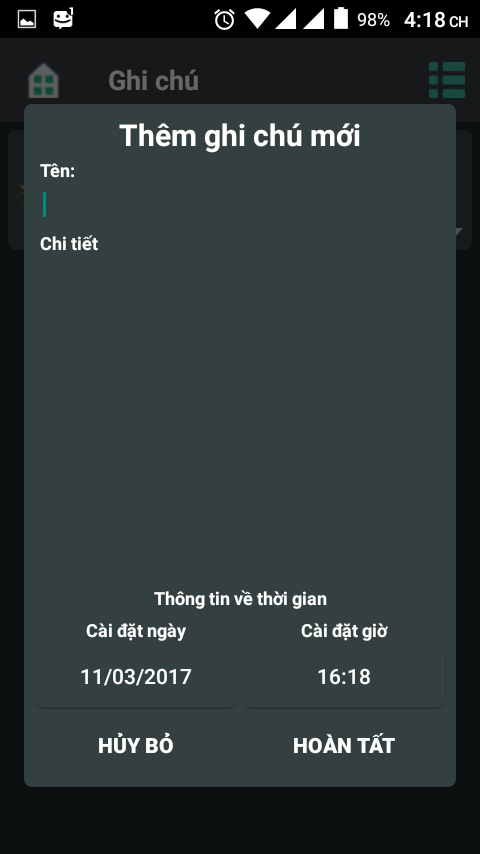 98% 4:18 CH
Ghi chú
Thêm ghi chú mới
Tên:
Chi tiết
Thông tin về thời gian
Cài đặt ngày Cài đặt giờ
11/03/2017 16:18
HỦY BỎ HOÀN TẤT